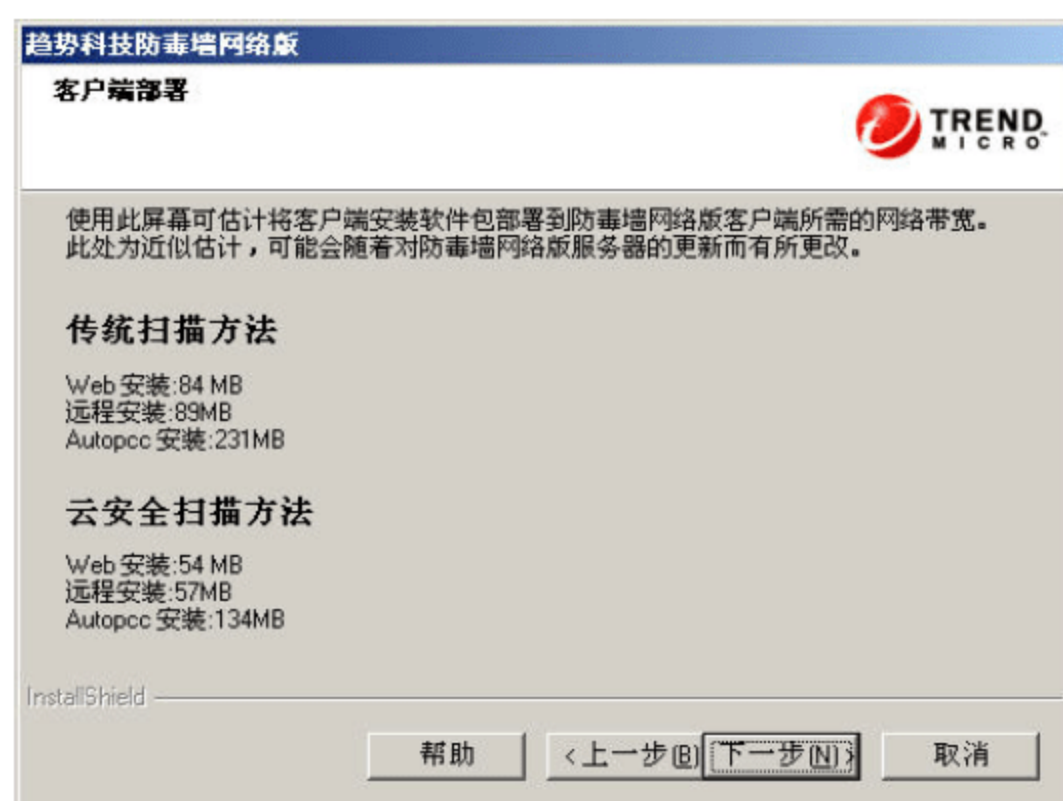 趋势科技防毒墙网络版
客户端部署
TREND
MICRO
使用此屏幕可估计将客户端安装软件包部署到防毒墙网络版客户端所需的网络带宽。
此处为近似估计，可能会随着对防毒墙网络版服务器的更新而有所更改。
传统扫描方法
Web 安装:84 MB
远程安装:89MB
Autopcc 安装:231MB
云安全扫描方法
Web 安装:54 MB
远程安装:57MB
Autopcc 安装:134MB
InstallShield
帮助 <上一步(B) 下一步(N)> 取消